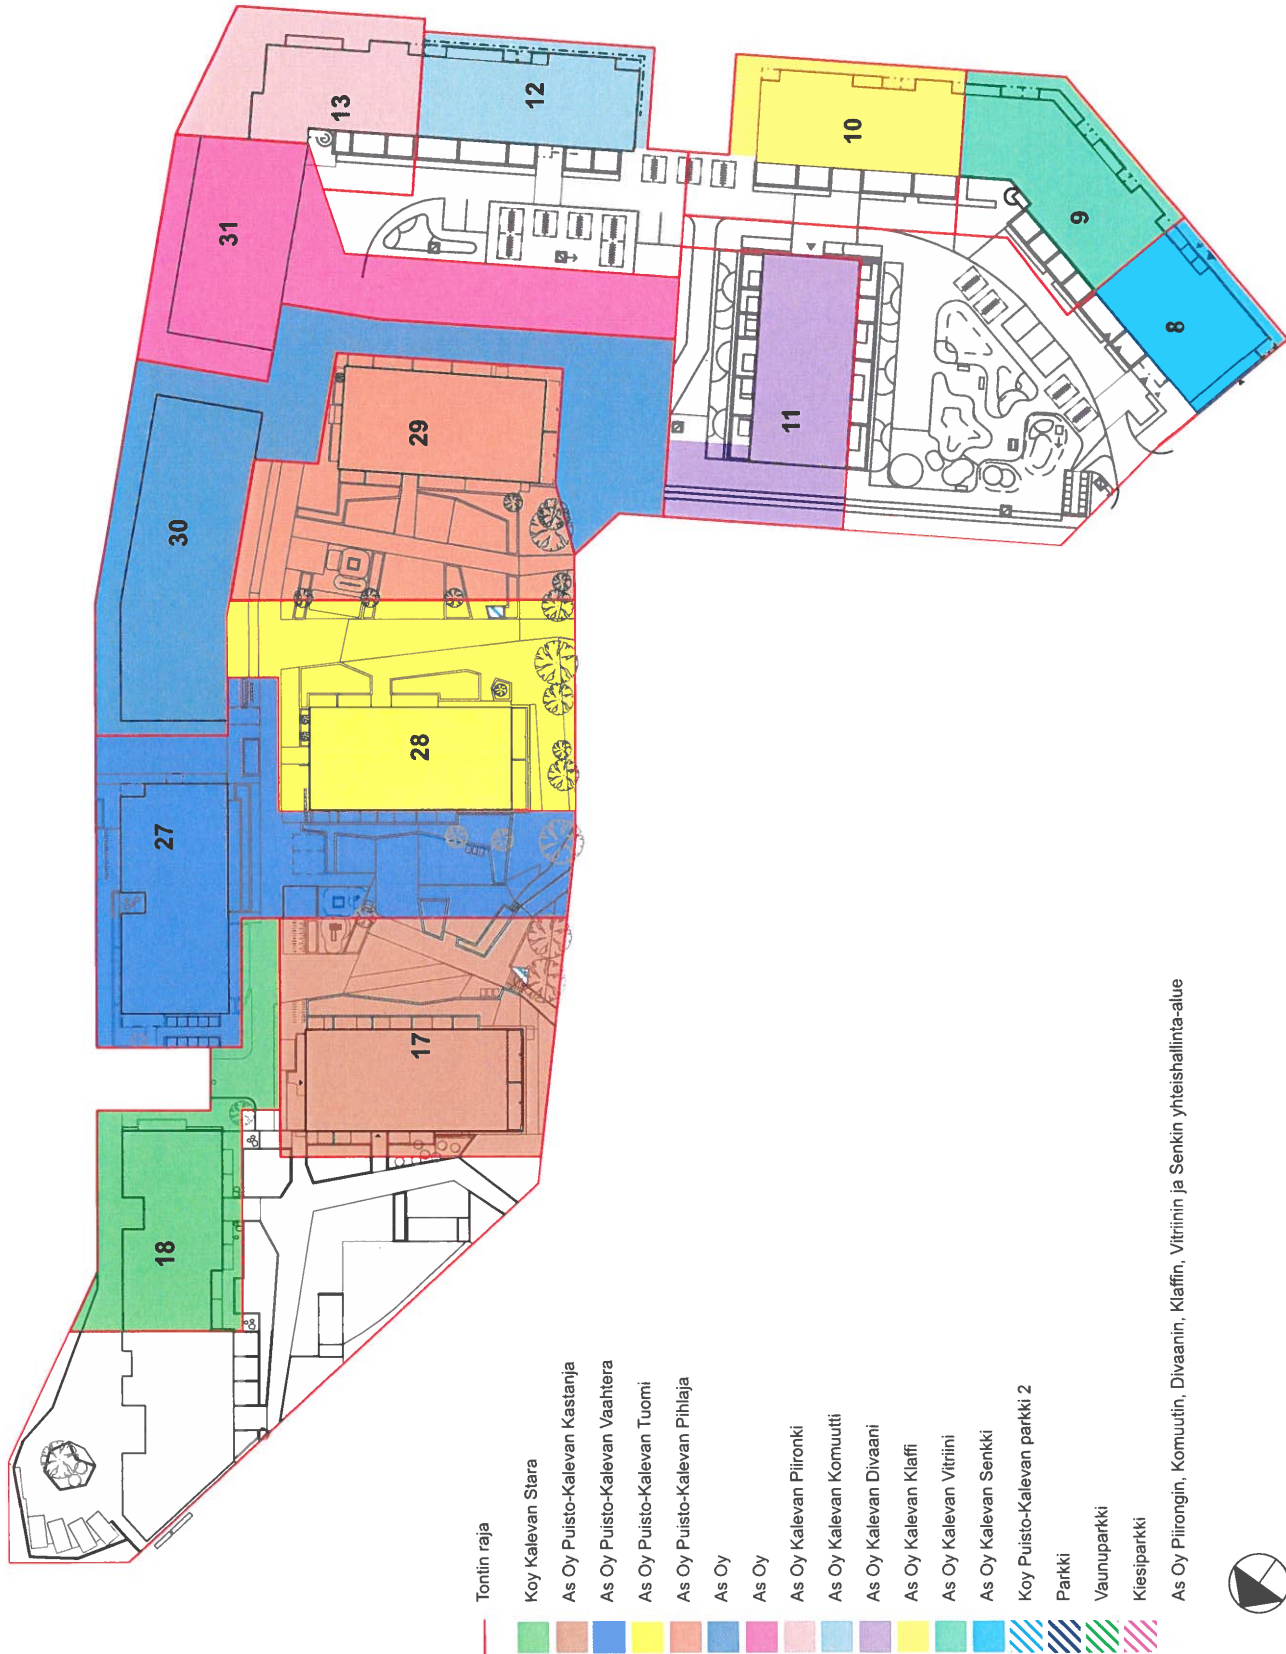 13
12
31
10
9
8
11
29
30
28
27
17
18
Tontin raja
Koy Kalevan Stara
As Oy Puisto-Kalevan Kastanja
As Oy Puisto-Kalevan Vaahtera
As Oy Puisto-Kalevan Tuomi
As Oy Puisto-Kalevan Pihlaja
As Oy
As Oy
As Oy Kalevan Piironki
As Oy Kalevan Komuutti
As Oy Kalevan Divaani
As Oy Kalevan Klaffi
As Oy Kalevan Vitriini
As Oy Kalevan Senkki
Koy Puisto-Kalevan parkki 2
Parkki
Vaunuparkki
Kiesiparkki
As Oy Piirongin, Komuutin, Divaanin, Klaffin, Vitriinin ja Senkin yhteishallinta-alue